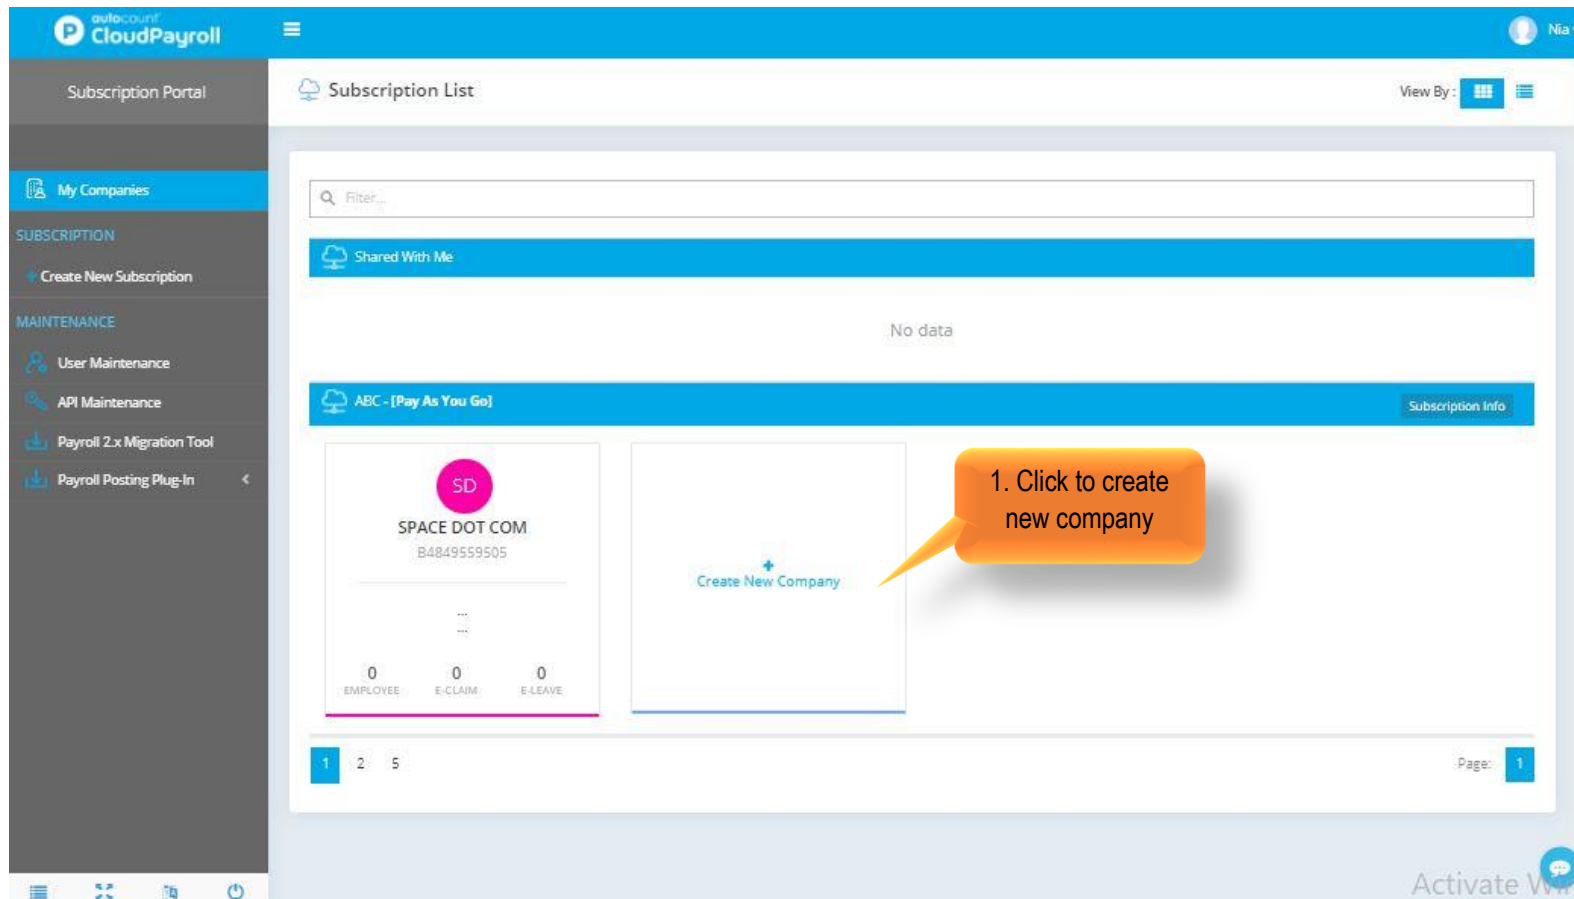 autocount
CloudPayroll
Nia
Subscription Portal
Subscription List
View By :
My Companies
Filter...
SUBSCRIPTION
Shared With Me
Create New Subscription
MAINTENANCE
No data
User Maintenance
API Maintenance
ABC - [Pay As You Go]
Subscription Info
Payroll 2.x Migration Tool
Payroll Posting Plug-In
SD
SPACE DOT COM
B4849559505
...
...
0 0 0
EMPLOYEE E-CLAIM E-LEAVE
+
Create New Company
1. Click to create
new company
1 2 5
Page: 1
Activate